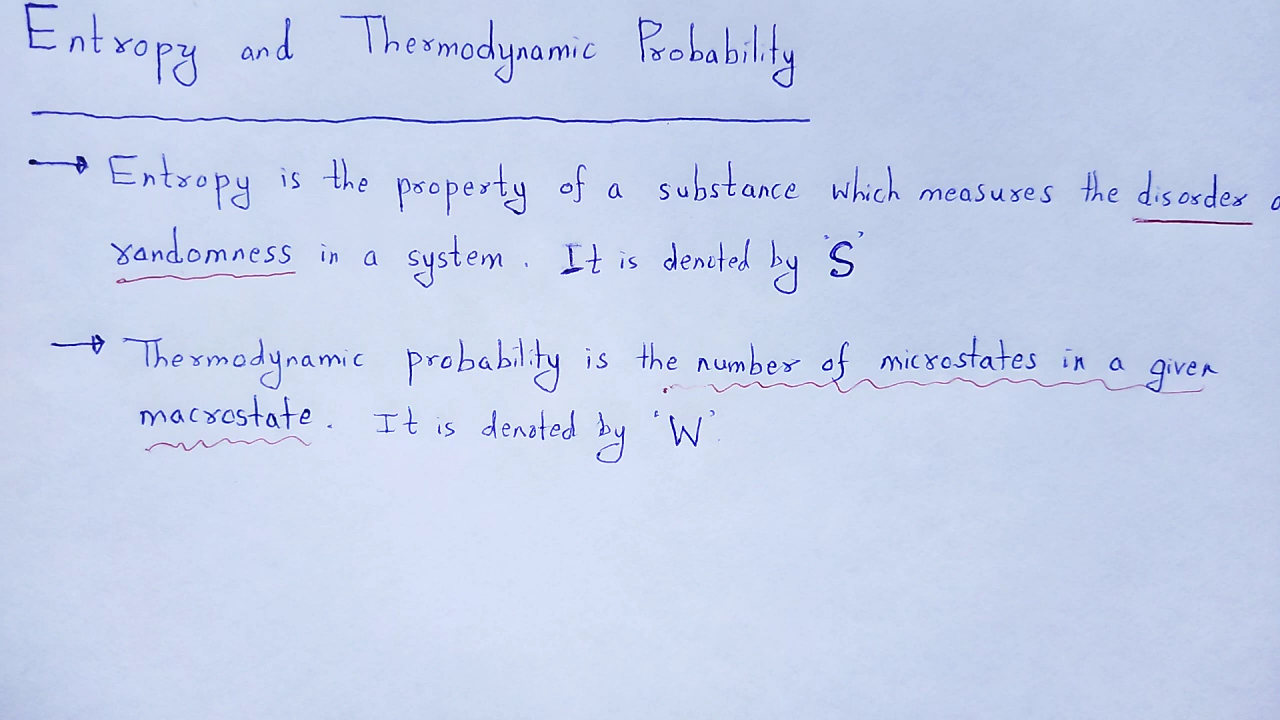 Entropy and Thermodynamic Probability
→ Entropy is the property of a substance which measures the disorder
randomness in a system. It is denoted by 'S'
→ Thermodynamic probability is the number of microstates in a given
macrostate. It is denoted by 'W'